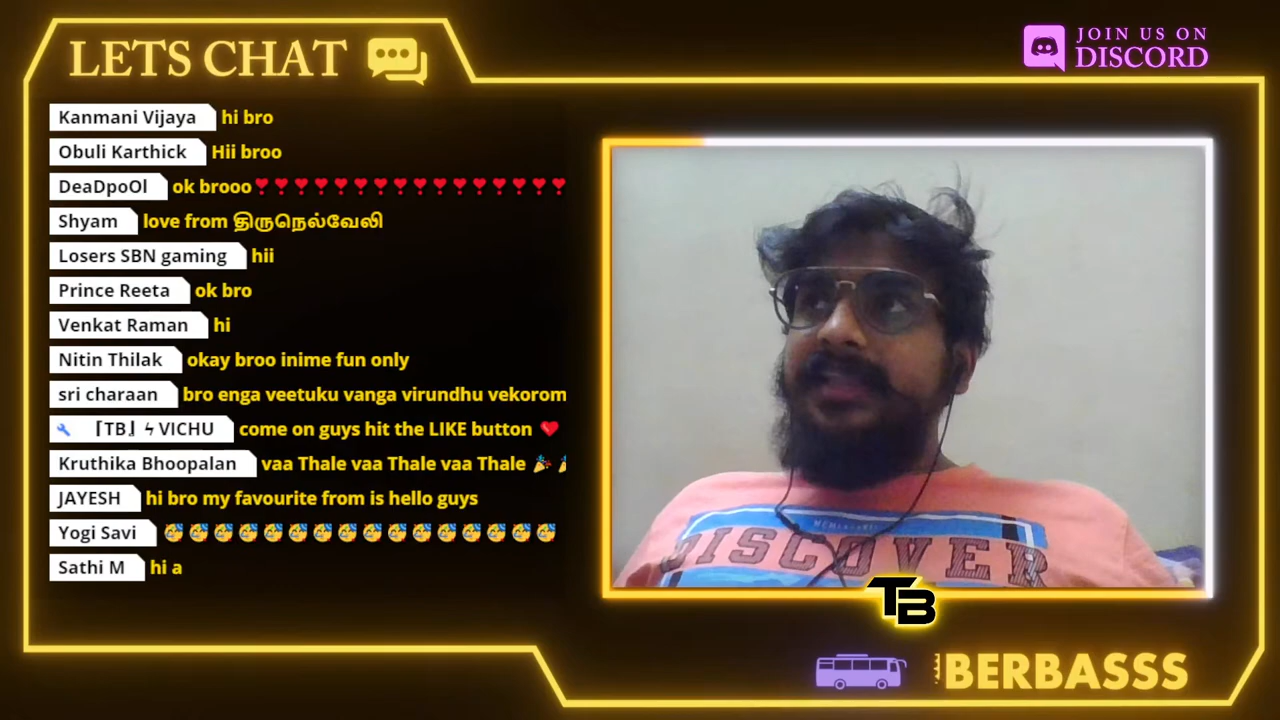 LETS CHAT
JOIN US ON
DISCORD
Kanmani Vijaya hi bro
Obuli Karthick Hii broo
DeaDpoOl ok brooo❣❣❣❣❣❣❣❣❣❣❣❣❣❣❣❣
Shyam love from திருநெல்வேலி
Losers SBN gaming hii
Prince Reeta ok bro
Venkat Raman hi
Nitin Thilak okay broo inime fun only
sri charaan bro enga veetuku vanga virundhu vekorom
『TB』ϟ VICHU come on guys hit the LIKE button ❤
Kruthika Bhoopalan vaa Thale vaa Thale vaa Thale 🎉
JAYESH hi bro my favourite from is hello guys
Yogi Savi 🥳🥳🥳🥳🥳🥳🥳🥳🥳🥳🥳🥳🥳🥳🥳🥳
Sathi M hi a
DISCOVER
TB
BERBASSS